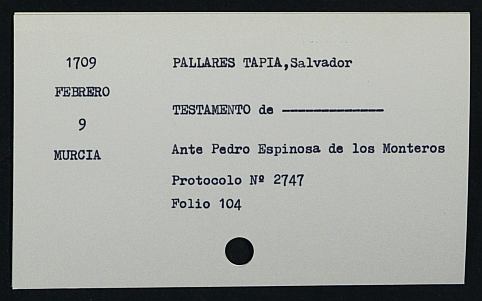 1709
FEBRERO
9
MURCIA
PALLARES TAPIA,Salvador
TESTAMENTO de -------------
Ante Pedro Espinosa de los Monteros
Protocolo Nº 2747
Folio 104